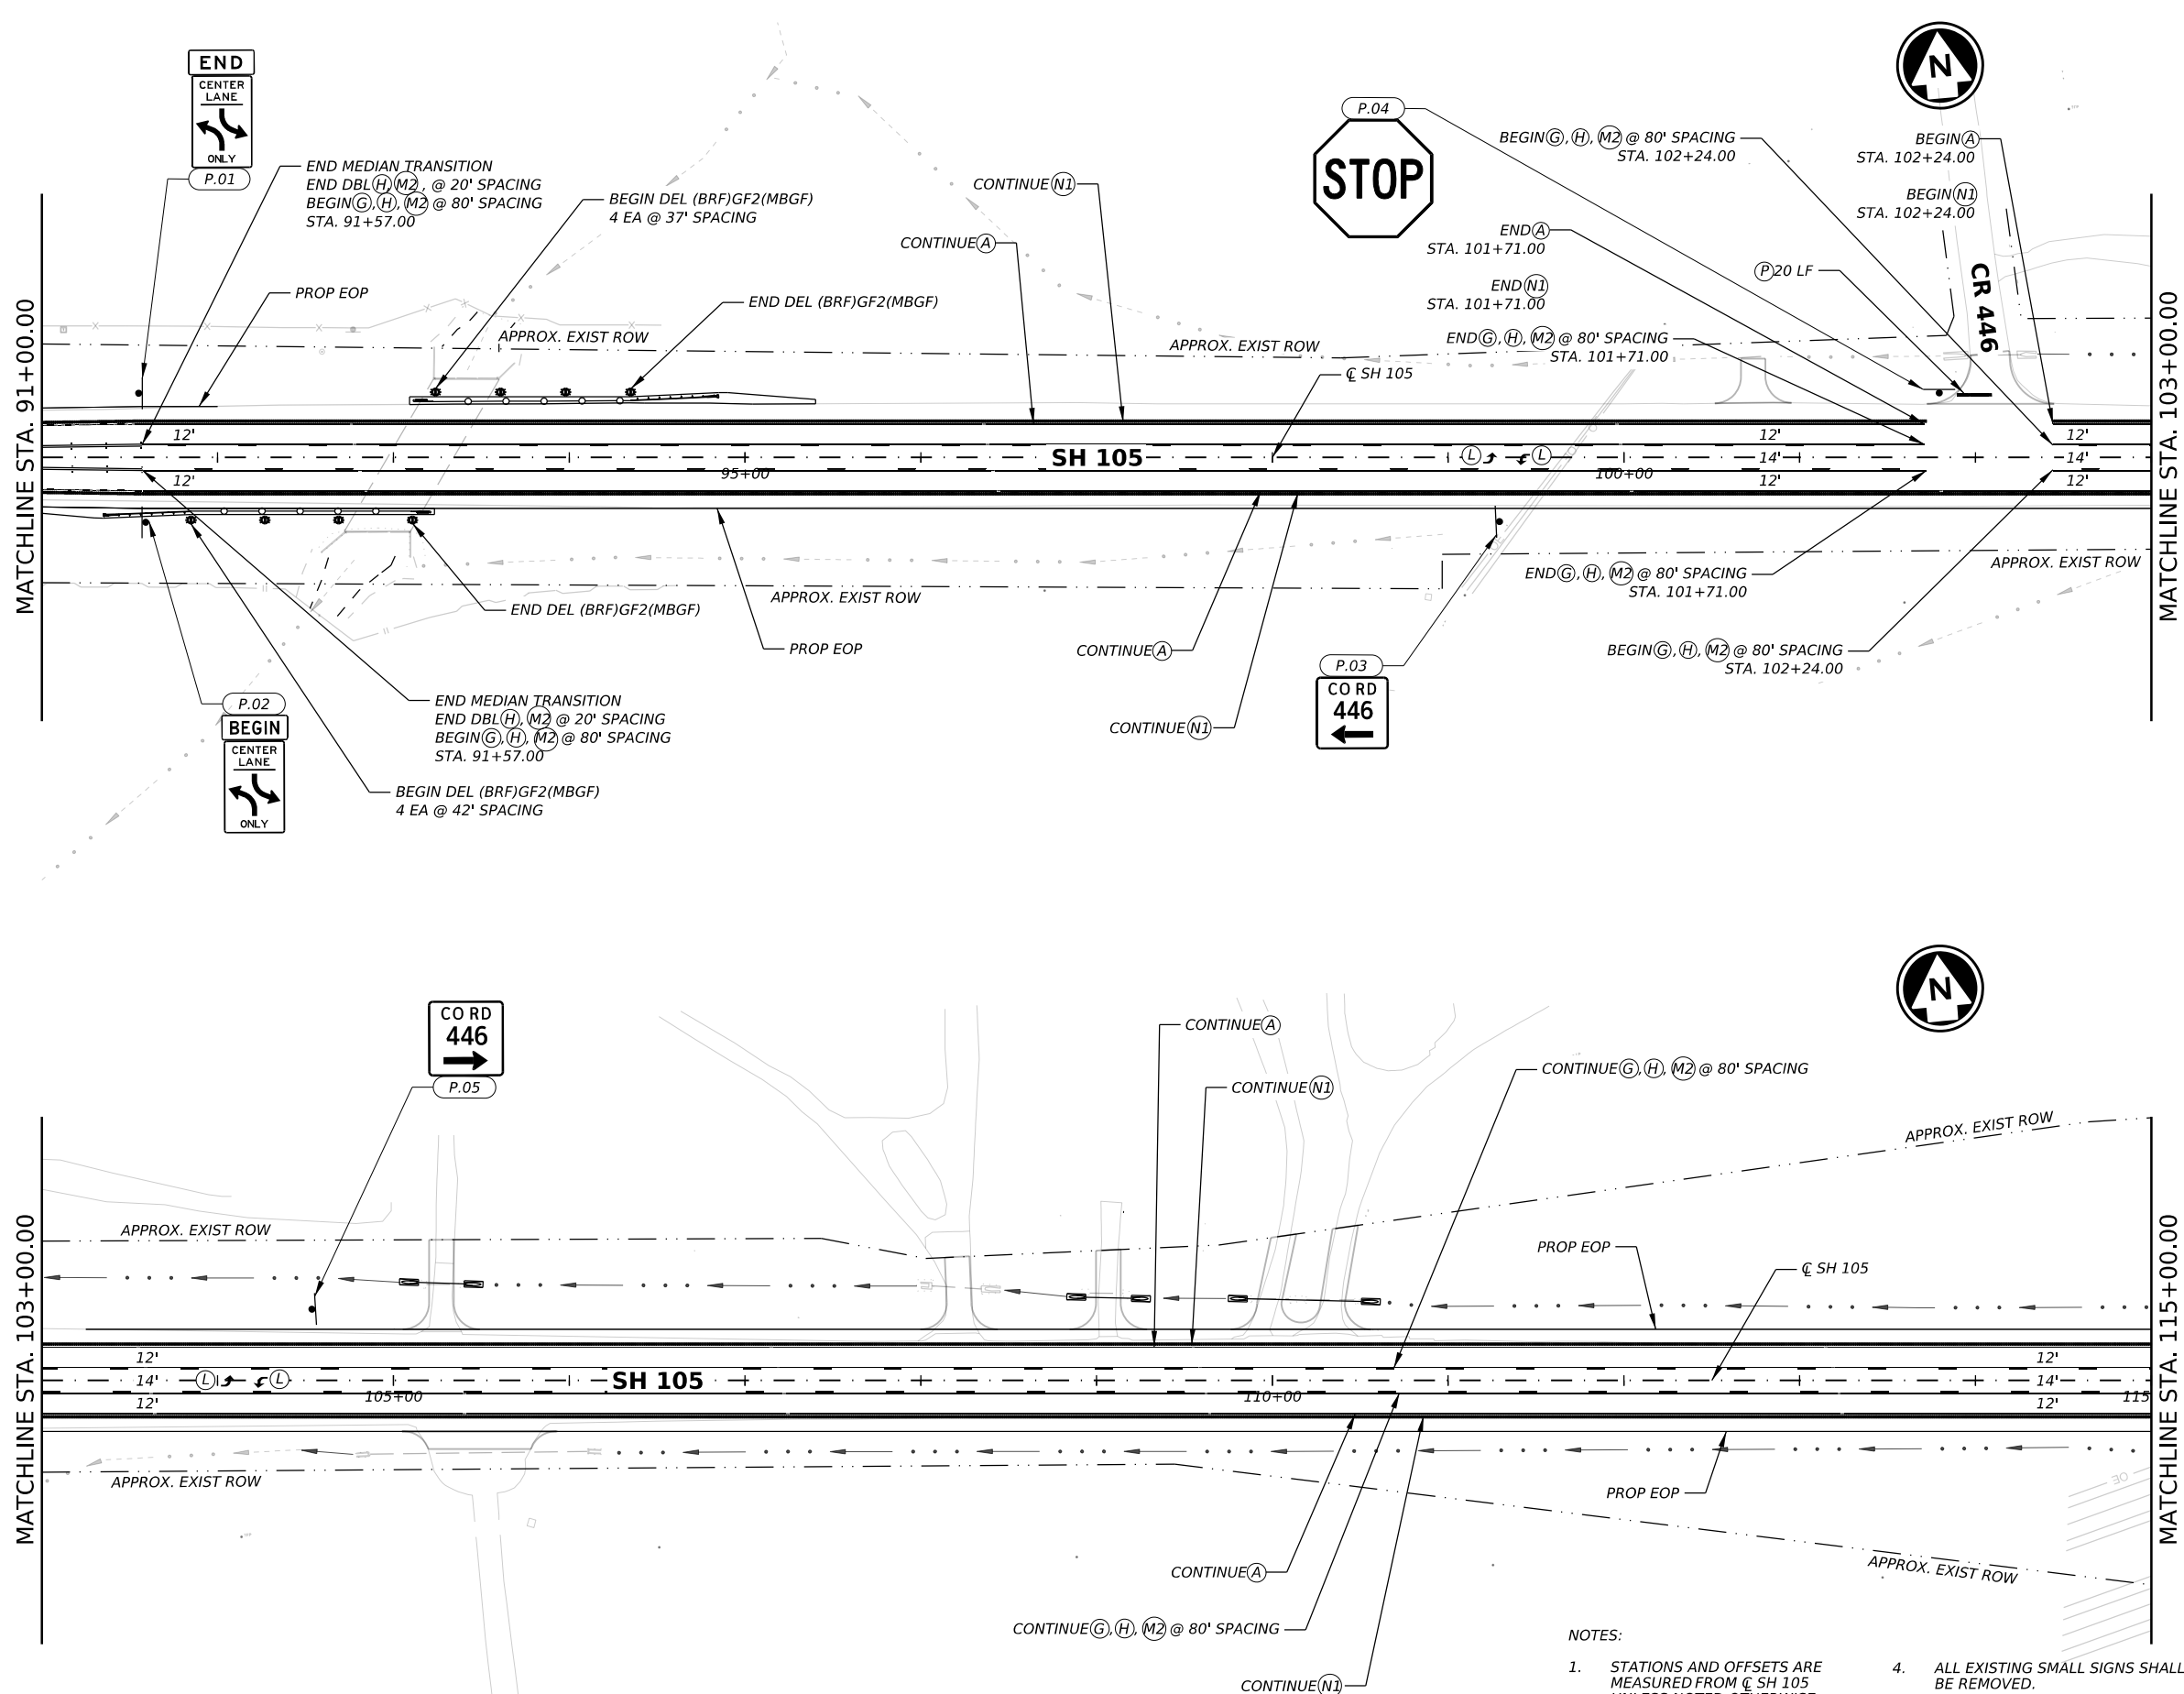 END
CENTER
LANE
ONLY
P.01
END MEDIAN TRANSITION
END DBL (H), (M2), @ 20' SPACING
BEGIN (G), (H), (M2) @ 80' SPACING
STA. 91+57.00
PROP EOP
BEGIN DEL (BRF)GF2(MBGF)
4 EA @ 37' SPACING
END DEL (BRF)GF2(MBGF)
APPROX. EXIST ROW
CONTINUE (N1)
CONTINUE (A)
APPROX. EXIST ROW
℄ SH 105
P.04
STOP
BEGIN (G), (H), (M2) @ 80' SPACING
STA. 102+24.00
END (A)
STA. 101+71.00
END (N1)
STA. 101+71.00
END (G), (H), (M2) @ 80' SPACING
STA. 101+71.00
(P) 20 LF
N
BEGIN (A)
STA. 102+24.00
BEGIN (N1)
STA. 102+24.00
CR 446
MATCHLINE STA. 91+00.00
MATCHLINE STA. 103+00.00
12'
12'
95+00
SH 105
(L) (L)
100+00
12'
14'
12'
12'
14'
12'
END DEL (BRF)GF2(MBGF)
APPROX. EXIST ROW
PROP EOP
CONTINUE (A)
CONTINUE (N1)
P.03
CO RD
446
END (G), (H), (M2) @ 80' SPACING
STA. 101+71.00
BEGIN (G), (H), (M2) @ 80' SPACING
STA. 102+24.00
APPROX. EXIST ROW
P.02
BEGIN
CENTER
LANE
ONLY
END MEDIAN TRANSITION
END DBL (H), (M2) @ 20' SPACING
BEGIN (G), (H), (M2) @ 80' SPACING
STA. 91+57.00
BEGIN DEL (BRF)GF2(MBGF)
4 EA @ 42' SPACING
N
CO RD
446
P.05
CONTINUE (A)
CONTINUE (N1)
CONTINUE (G), (H), (M2) @ 80' SPACING
APPROX. EXIST ROW
APPROX. EXIST ROW
PROP EOP
℄ SH 105
MATCHLINE STA. 103+00.00
MATCHLINE STA. 115+00.00
12'
14'
12'
(L) (L)
105+00
SH 105
110+00
12'
14'
12'
115
APPROX. EXIST ROW
PROP EOP
OE
APPROX. EXIST ROW
CONTINUE (A)
CONTINUE (G), (H), (M2) @ 80' SPACING
CONTINUE (N1)
NOTES:
1. STATIONS AND OFFSETS ARE
MEASURED FROM ℄ SH 105
UNLESS NOTED OTHERWISE
4. ALL EXISTING SMALL SIGNS SHALL
BE REMOVED.